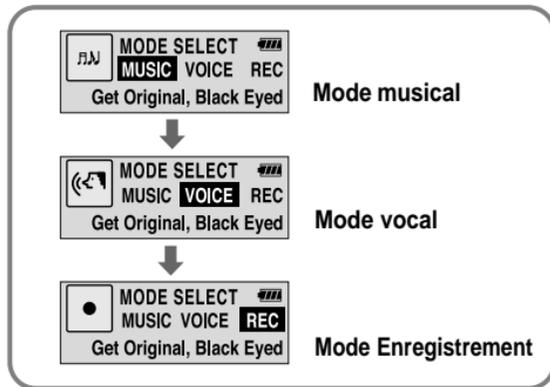 MODE SELECT
MUSIC VOICE REC
Get Original, Black Eyed
Mode musical
MODE SELECT
MUSIC VOICE REC
Get Original, Black Eyed
Mode vocal
MODE SELECT
MUSIC VOICE REC
Get Original, Black Eyed
Mode Enregistrement